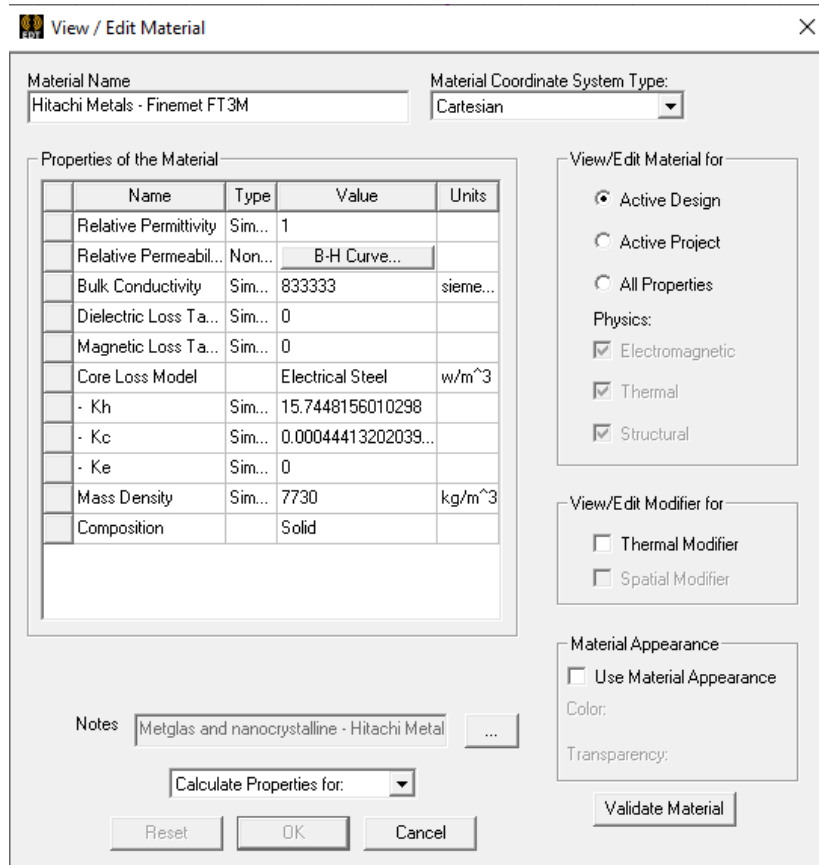 EDT
View / Edit Material
Material Name
Material Coordinate System Type:
Hitachi Metals - Finemet FT3M
Cartesian
Properties of the Material
Name Type Value Units
Relative Permittivity Sim... 1
Relative Permeabil... Non... B-H Curve...
Bulk Conductivity Sim... 833333 sieme...
Dielectric Loss Ta... Sim... 0
Magnetic Loss Ta... Sim... 0
Core Loss Model Electrical Steel w/m^3
- Kh Sim... 15.7448156010298
- Kc Sim... 0.00044413202039...
- Ke Sim... 0
Mass Density Sim... 7730 kg/m^3
Composition Solid
View/Edit Material for
Active Design
Active Project
All Properties
Physics:
Electromagnetic
Thermal
Structural
View/Edit Modifier for
Thermal Modifier
Spatial Modifier
Material Appearance
Use Material Appearance
Color:
Transparency:
Notes Metglas and nanocrystalline - Hitachi Metal ...
Calculate Properties for:
Validate Material
Reset OK Cancel